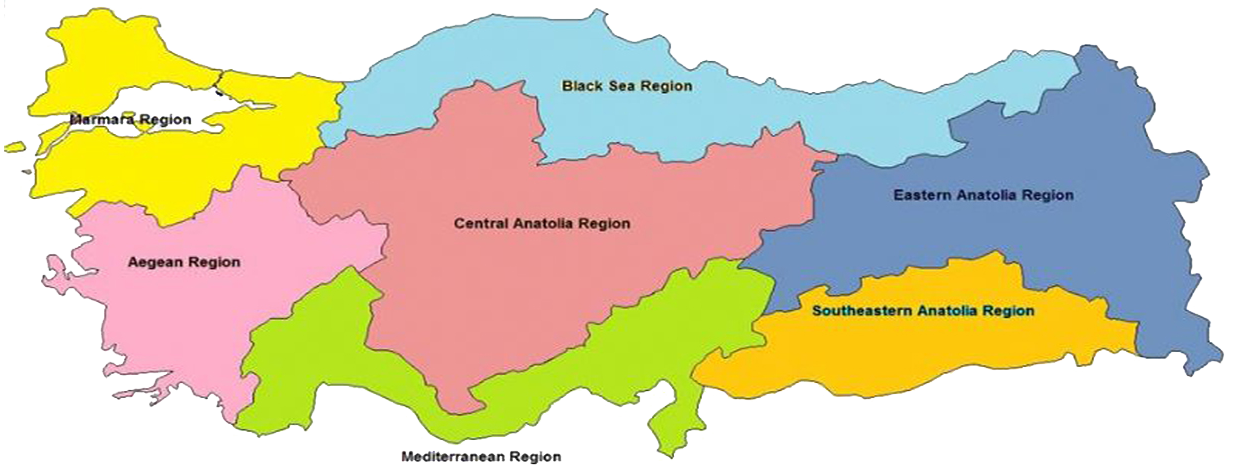 Black Sea Region
Marmara Region
Eastern Anatolia Region
Central Anatolia Region
Aegean Region
Southeastern Anatolia Region
Mediterranean Region